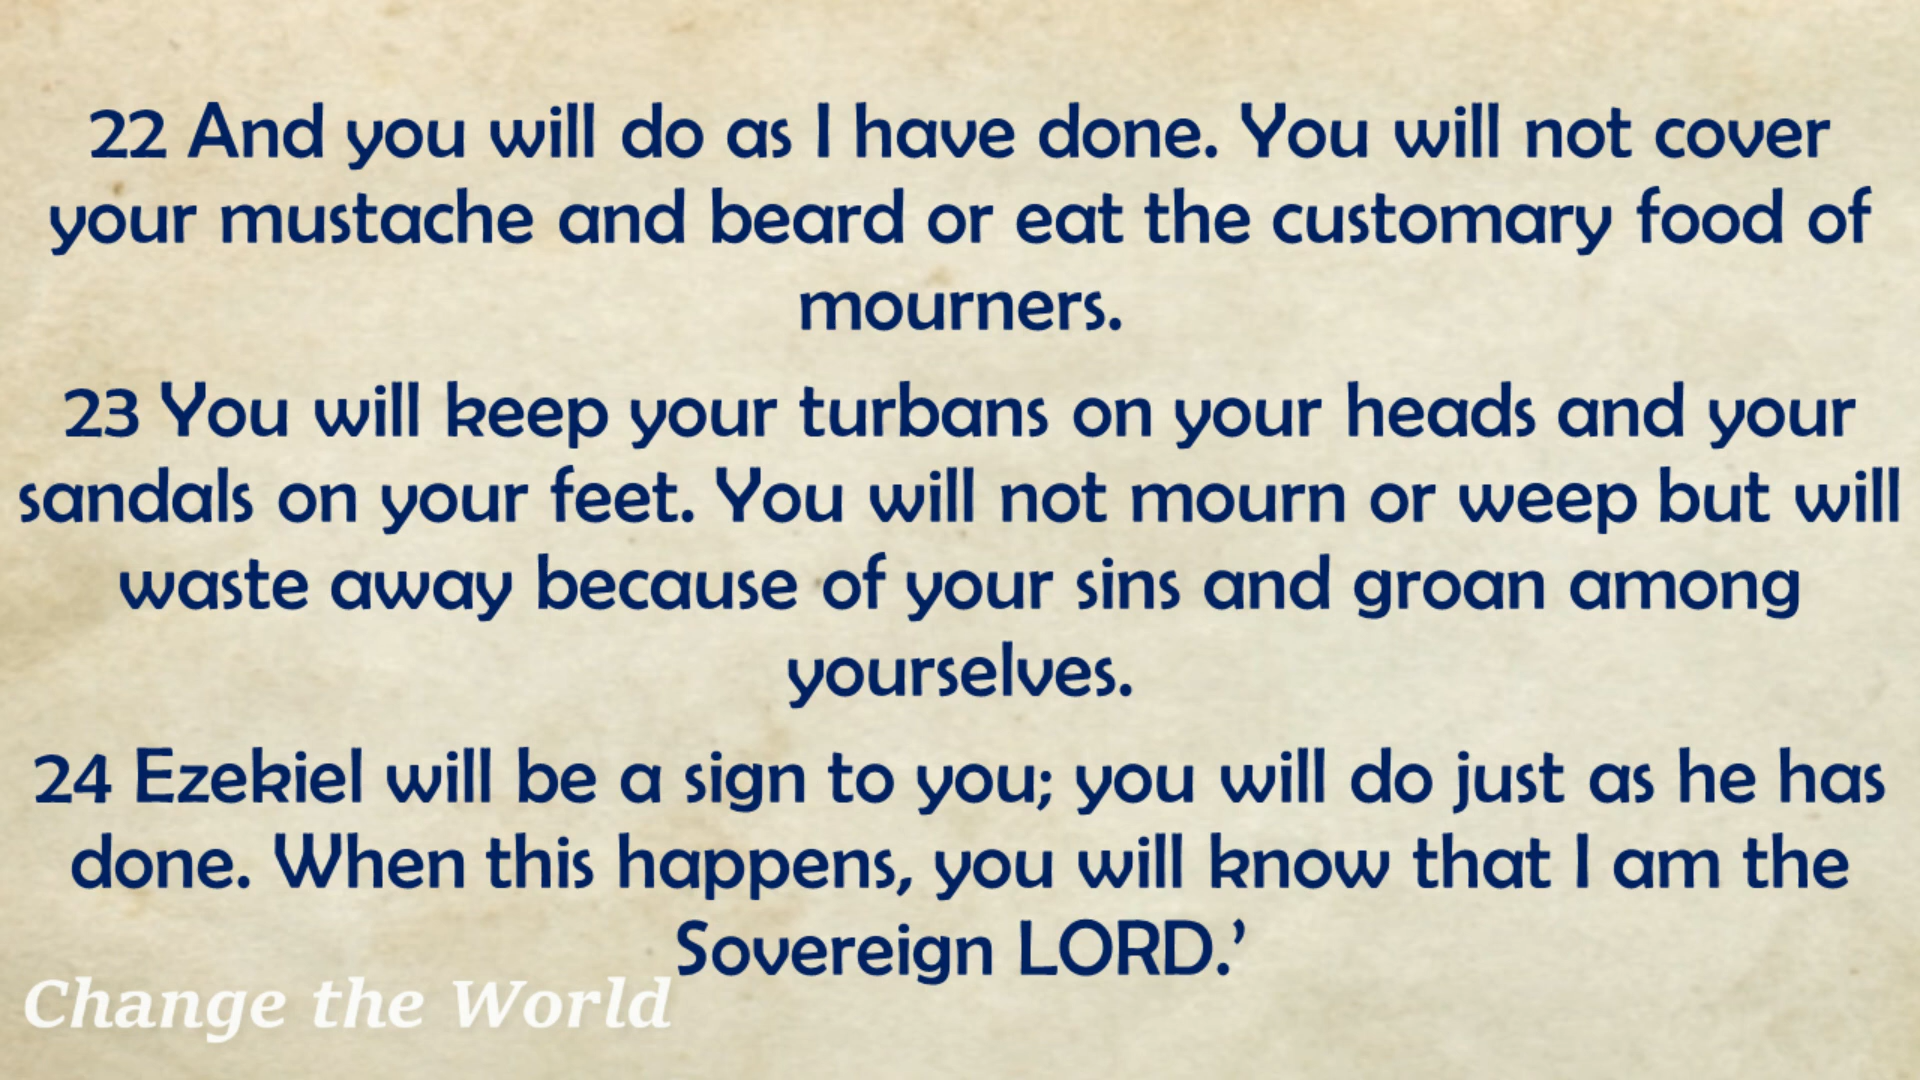 22 And you will do as I have done. You will not cover
your mustache and beard or eat the customary food of
mourners.
23 You will keep your turbans on your heads and your
sandals on your feet. You will not mourn or weep but will
waste away because of your sins and groan among
yourselves.
24 Ezekiel will be a sign to you; you will do just as he has
done. When this happens, you will know that I am the
Sovereign LORD.’
Change the World